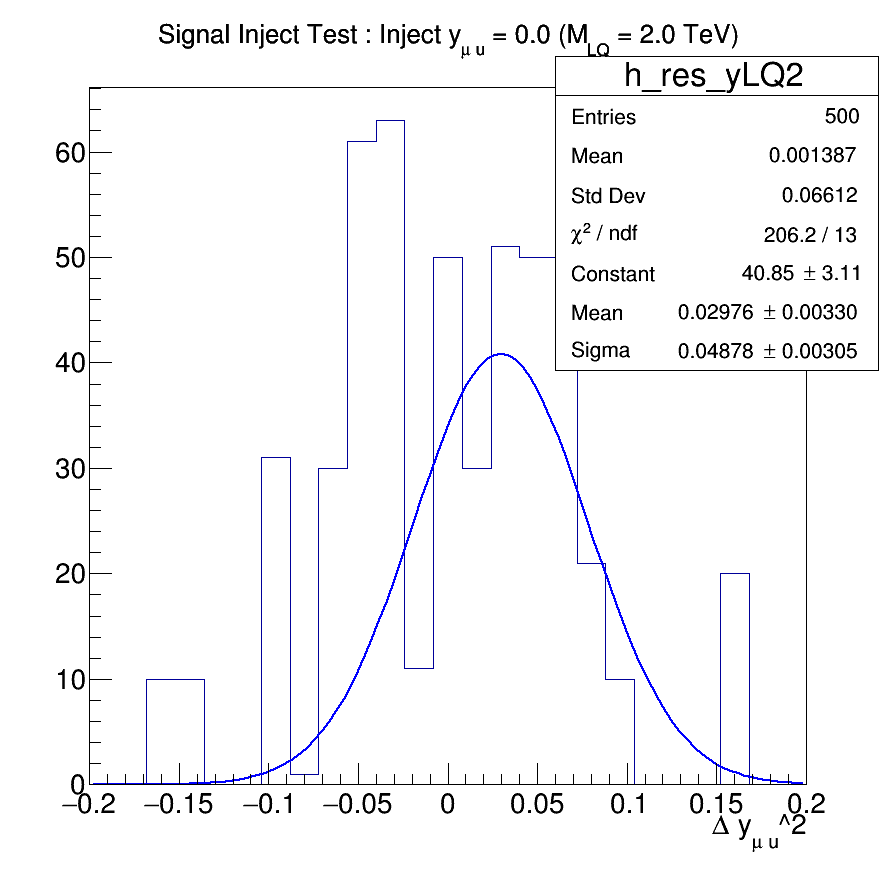 Signal Inject Test : Inject y_{μ u} = 0.0 (M_{LQ} = 2.0 TeV)
h_res_yLQ2
Entries 500
Mean 0.001387
Std Dev 0.06612
χ² / ndf 206.2 / 13
Constant 40.85 ± 3.11
Mean 0.02976 ± 0.00330
Sigma 0.04878 ± 0.00305
60
50
40
30
20
10
0
−0.2 −0.15 −0.1 −0.05 0 0.05 0.1 0.15 0.2
Δ y_{μ u}^2